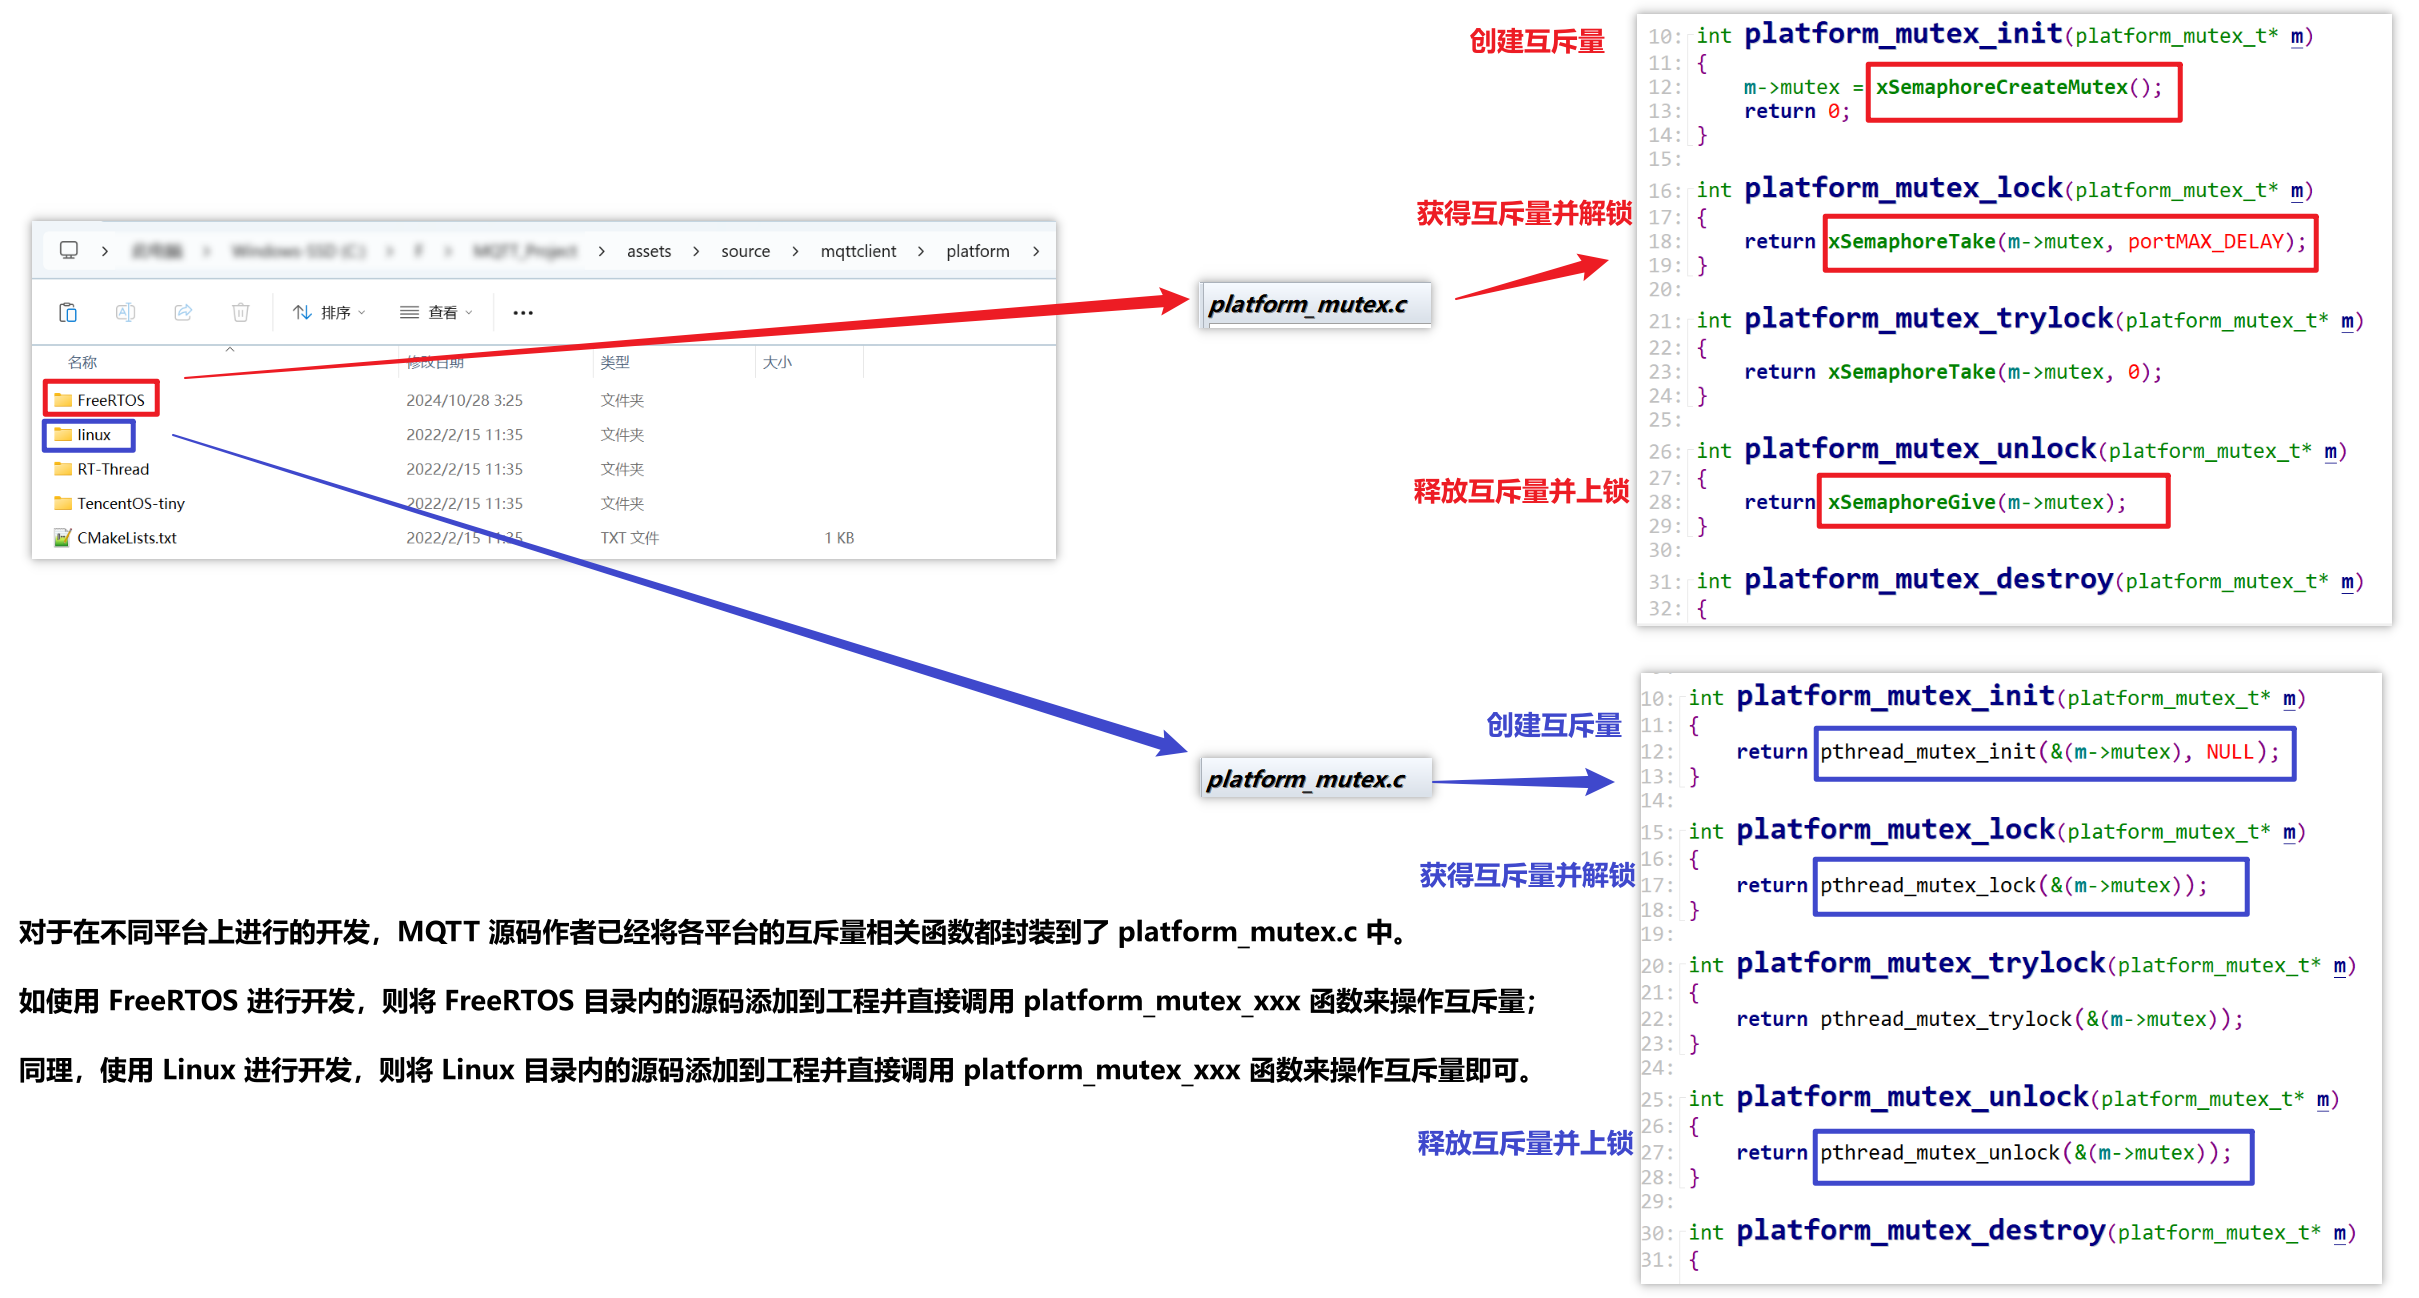 assets > source > mqttclient > platform >
排序
查看
名称
修改日期
类型
大小
FreeRTOS 2024/10/28 3:25 文件夹
linux 2022/2/15 11:35 文件夹
RT-Thread 2022/2/15 11:35 文件夹
TencentOS-tiny 2022/2/15 11:35 文件夹
CMakeLists.txt 2022/2/15 11:35 TXT 文件 1 KB
platform_mutex.c
创建互斥量
获得互斥量并解锁
释放互斥量并上锁
10: int platform_mutex_init(platform_mutex_t* m)
11: {
12: m->mutex = xSemaphoreCreateMutex();
13: return 0;
14: }
15:
16: int platform_mutex_lock(platform_mutex_t* m)
17: {
18: return xSemaphoreTake(m->mutex, portMAX_DELAY);
19: }
20:
21: int platform_mutex_trylock(platform_mutex_t* m)
22: {
23: return xSemaphoreTake(m->mutex, 0);
24: }
25:
26: int platform_mutex_unlock(platform_mutex_t* m)
27: {
28: return xSemaphoreGive(m->mutex);
29: }
30:
31: int platform_mutex_destroy(platform_mutex_t* m)
32: {
platform_mutex.c
创建互斥量
获得互斥量并解锁
释放互斥量并上锁
10: int platform_mutex_init(platform_mutex_t* m)
11: {
12: return pthread_mutex_init(&(m->mutex), NULL);
13: }
14:
15: int platform_mutex_lock(platform_mutex_t* m)
16: {
17: return pthread_mutex_lock(&(m->mutex));
18: }
19:
20: int platform_mutex_trylock(platform_mutex_t* m)
21: {
22: return pthread_mutex_trylock(&(m->mutex));
23: }
24:
25: int platform_mutex_unlock(platform_mutex_t* m)
26: {
27: return pthread_mutex_unlock(&(m->mutex));
28: }
29:
30: int platform_mutex_destroy(platform_mutex_t* m)
31: {
对于在不同平台上进行的开发，MQTT 源码作者已经将各平台的互斥量相关函数都封装到了 platform_mutex.c 中。
如使用 FreeRTOS 进行开发，则将 FreeRTOS 目录内的源码添加到工程并直接调用 platform_mutex_xxx 函数来操作互斥量；
同理，使用 Linux 进行开发，则将 Linux 目录内的源码添加到工程并直接调用 platform_mutex_xxx 函数来操作互斥量即可。